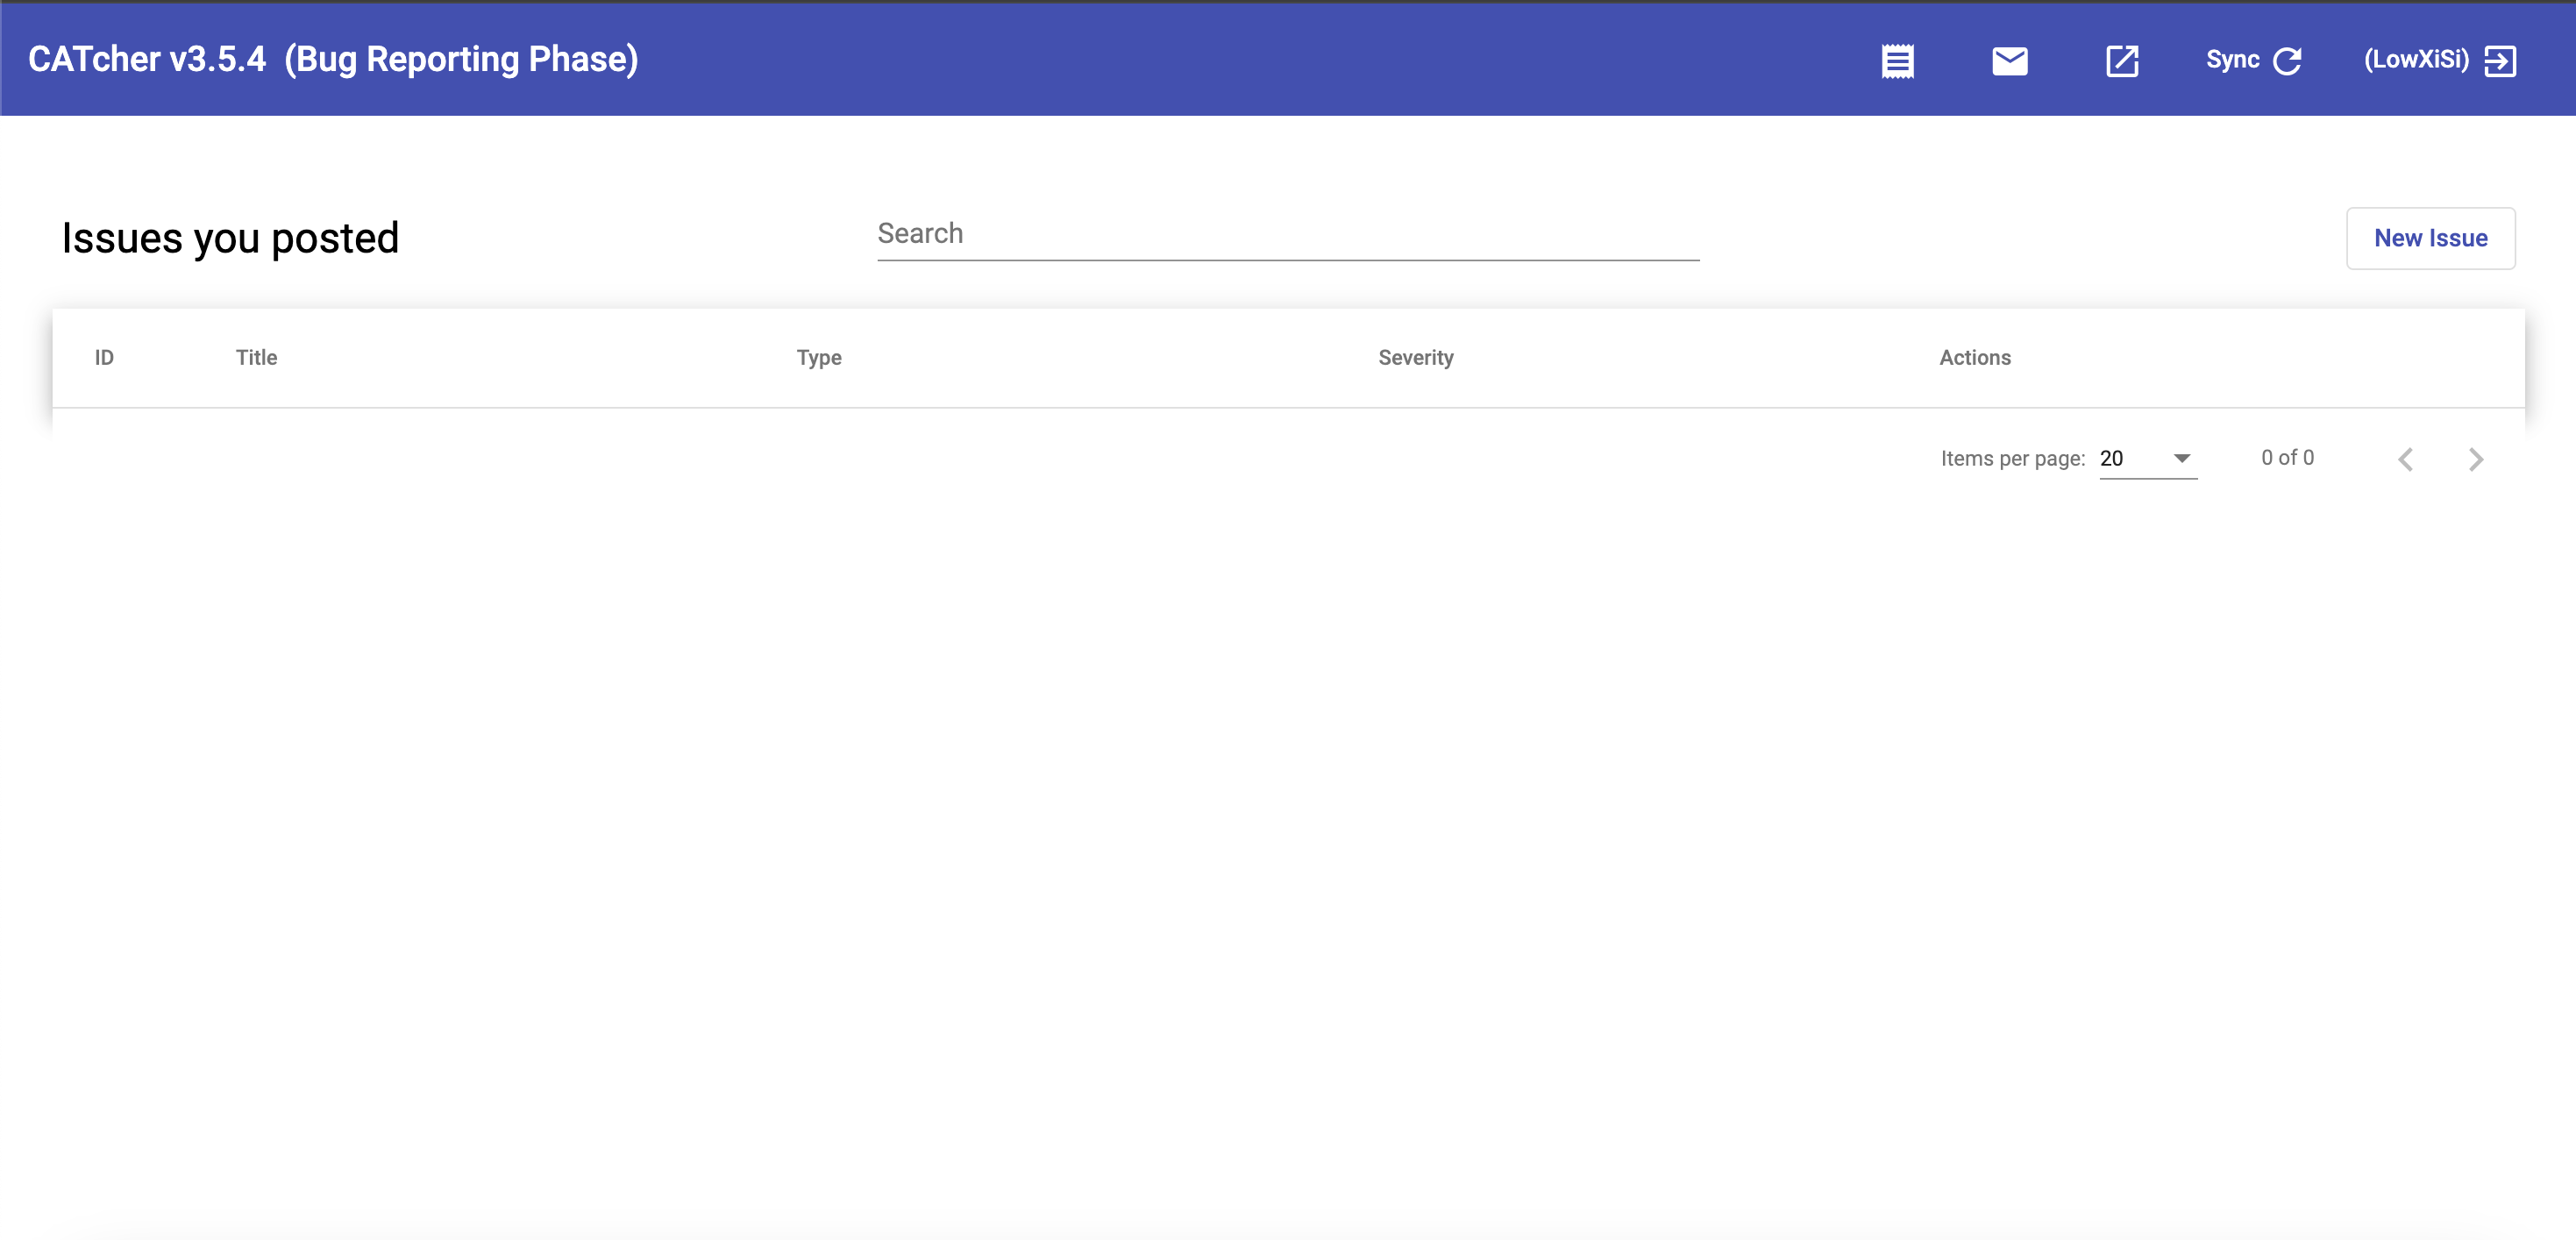 CATcher v3.5.4 (Bug Reporting Phase)
Sync
(LowXiSi)
Issues you posted
Search
New Issue
ID Title Type Severity Actions
Items per page: 20 0 of 0